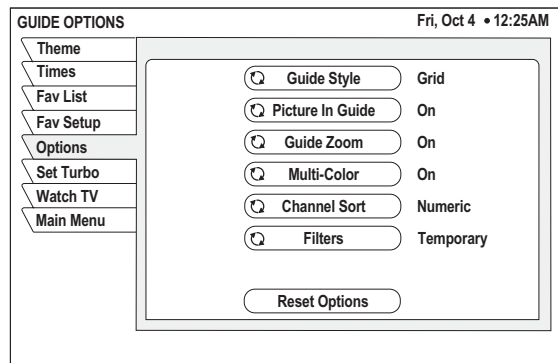 GUIDE OPTIONS
Fri, Oct 4 • 12:25AM
Theme
Times
Fav List
Fav Setup
Options
Set Turbo
Watch TV
Main Menu
Guide Style Grid
Picture In Guide On
Guide Zoom On
Multi-Color On
Channel Sort Numeric
Filters Temporary
Reset Options